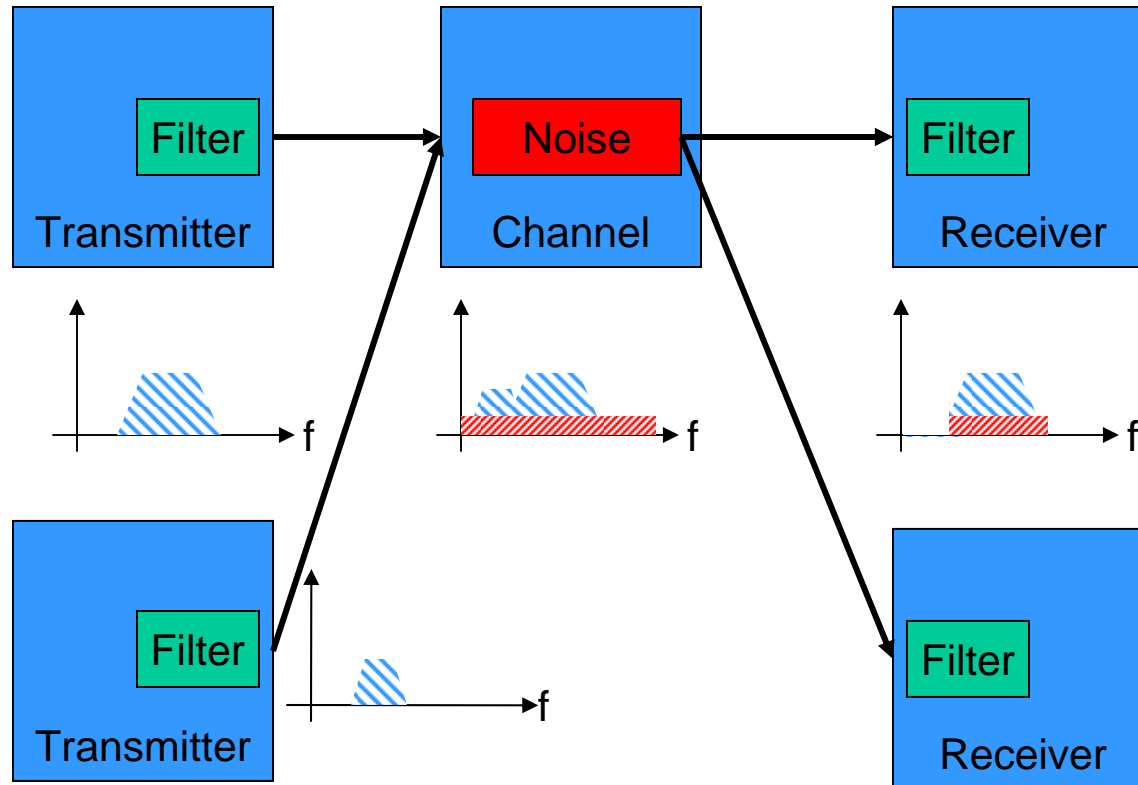 Filter
Transmitter
Noise
Channel
Filter
Receiver
f
f
f
Filter
Transmitter
f
Filter
Receiver